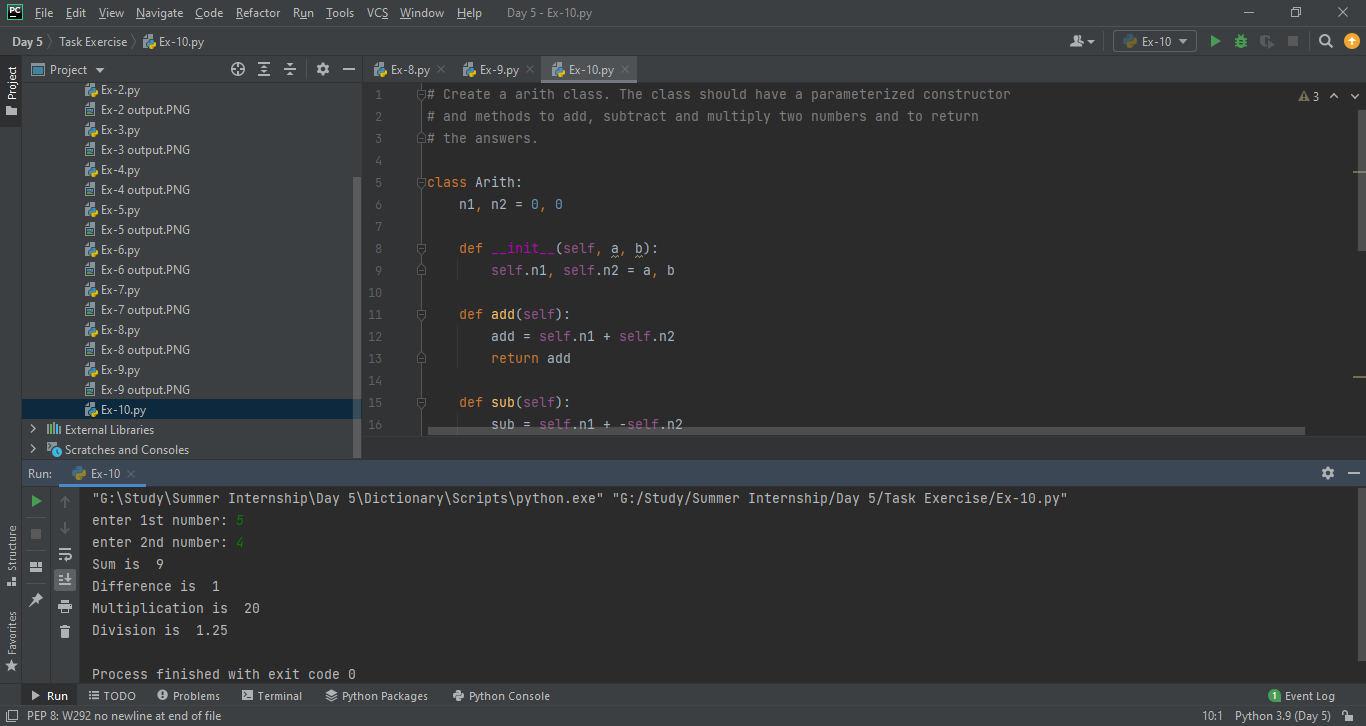 PC File Edit View Navigate Code Refactor Run Tools VCS Window Help Day 5 - Ex-10.py
Day 5 Task Exercise Ex-10.py Ex-10
Project
Project
Ex-2.py
Ex-2 output.PNG
Ex-3.py
Ex-3 output.PNG
Ex-4.py
Ex-4 output.PNG
Ex-5.py
Ex-5 output.PNG
Ex-6.py
Ex-6 output.PNG
Ex-7.py
Ex-7 output.PNG
Ex-8.py
Ex-8 output.PNG
Ex-9.py
Ex-9 output.PNG
Ex-10.py
External Libraries
Scratches and Consoles
Ex-8.py Ex-9.py Ex-10.py
3
1 # Create a arith class. The class should have a parameterized constructor
2 # and methods to add, subtract and multiply two numbers and to return
3 # the answers.
4
5 class Arith:
6 n1, n2 = 0, 0
7
8 def __init__(self, a, b):
9 self.n1, self.n2 = a, b
10
11 def add(self):
12 add = self.n1 + self.n2
13 return add
14
15 def sub(self):
16 sub = self.n1 + -self.n2
Run: Ex-10
"G:\Study\Summer Internship\Day 5\Dictionary\Scripts\python.exe" "G:/Study/Summer Internship/Day 5/Task Exercise/Ex-10.py"
enter 1st number: 5
enter 2nd number: 4
Sum is  9
Difference is  1
Multiplication is  20
Division is  1.25
Process finished with exit code 0
Structure
Favorites
Run TODO Problems Terminal Python Packages Python Console 1 Event Log
PEP 8: W292 no newline at end of file 10:1 Python 3.9 (Day 5)